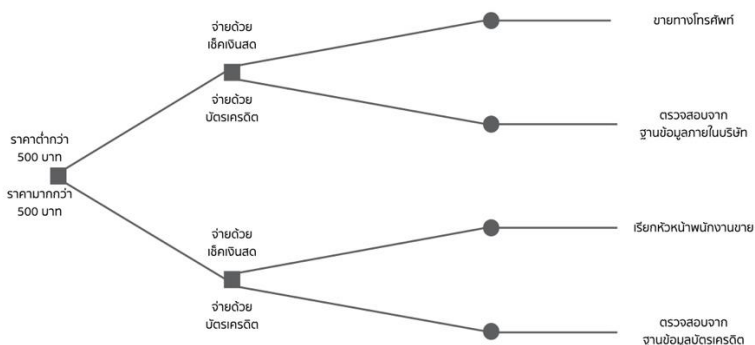 จ่ายด้วย
เช็คเงินสด
ขายทางโทรศัพท์
จ่ายด้วย
บัตรเครดิต
ตรวจสอบจาก
ฐานข้อมูลภายในบริษัท
ราคาต่ำกว่า
500 บาท
ราคามากกว่า
500 บาท
จ่ายด้วย
เช็คเงินสด
เรียกหัวหน้าพนักงานขาย
จ่ายด้วย
บัตรเครดิต
ตรวจสอบจาก
ฐานข้อมูลบัตรเครดิต